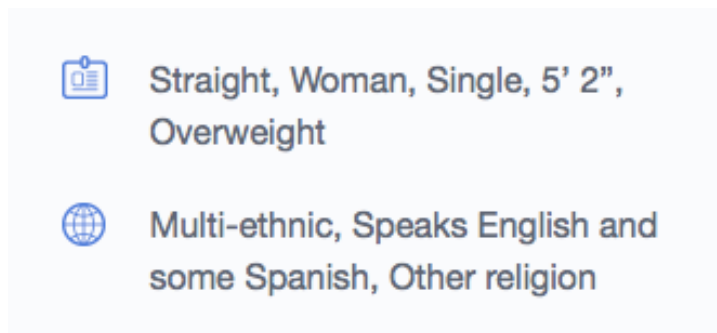 Straight, Woman, Single, 5’ 2”,
Overweight
Multi-ethnic, Speaks English and
some Spanish, Other religion